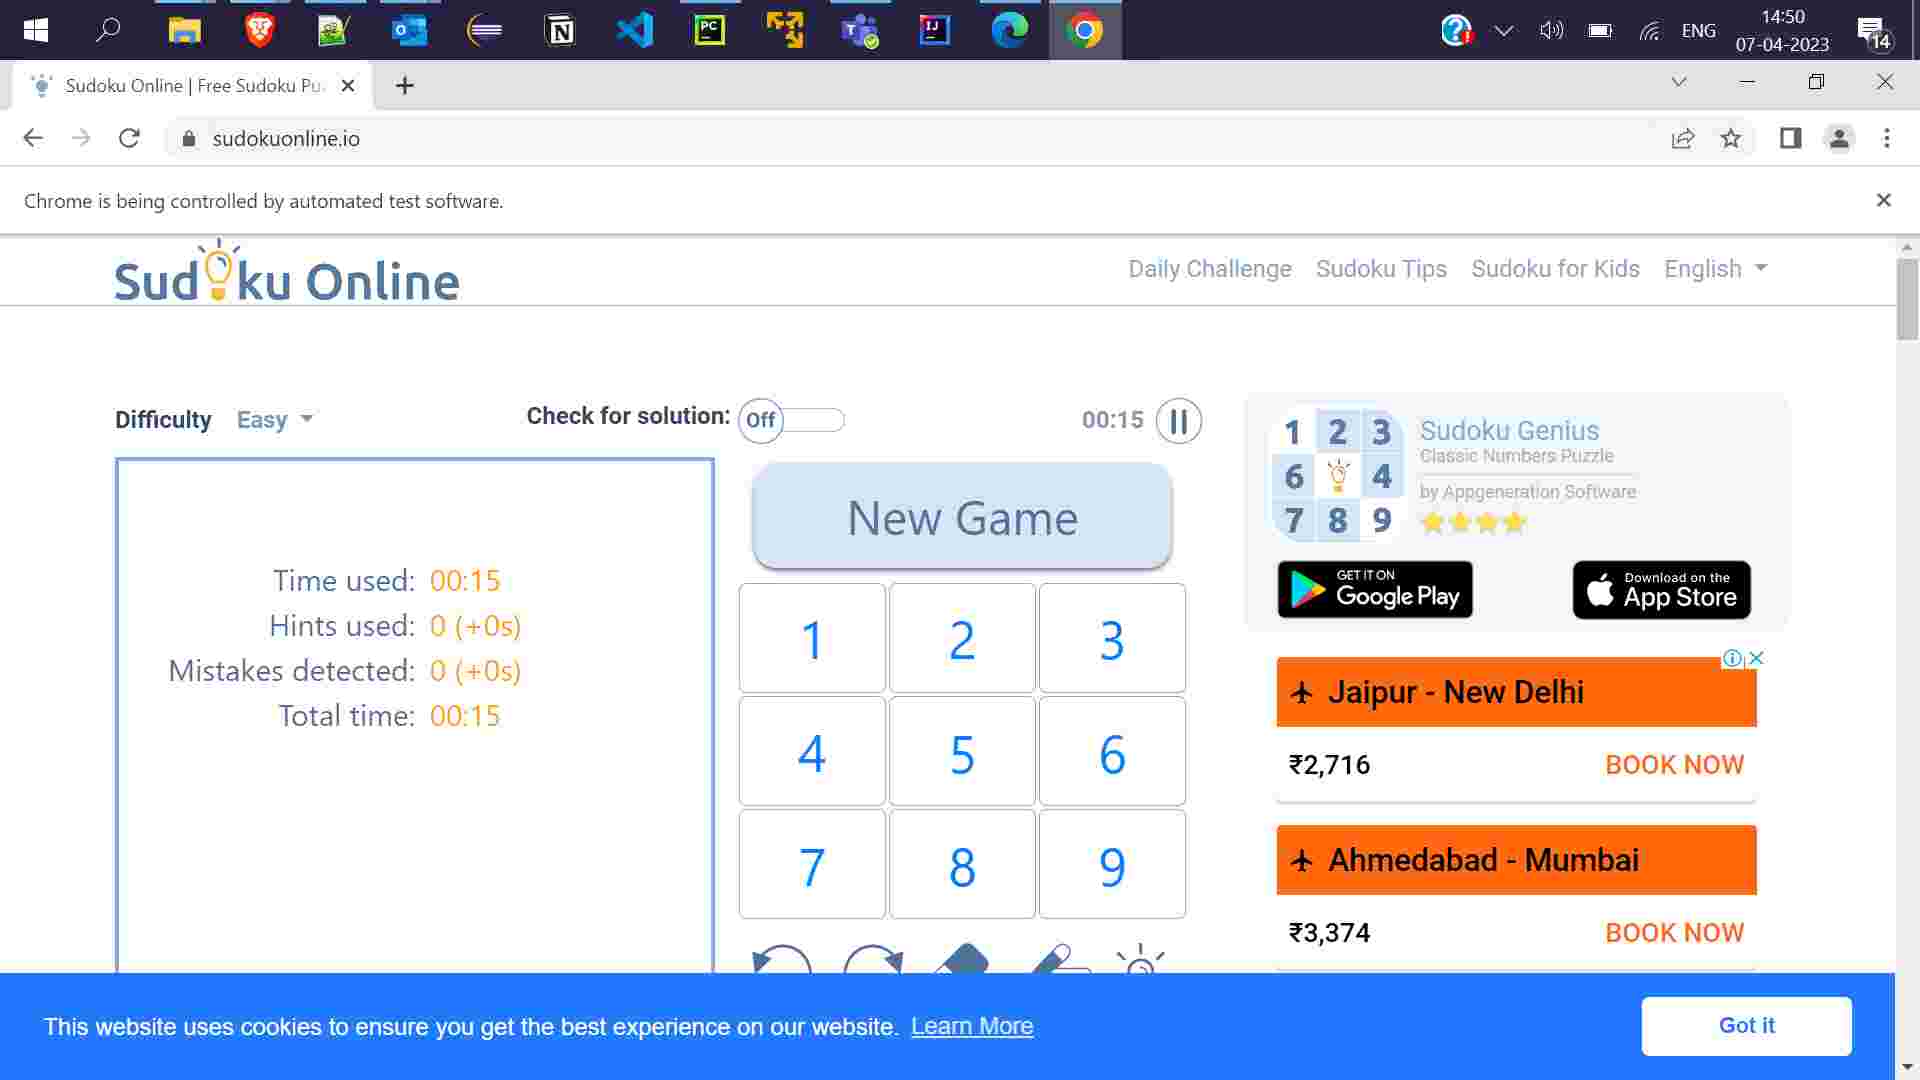 14:50
ENG
07-04-2023
14
Sudoku Online | Free Sudoku Pu
sudokuonline.io
Chrome is being controlled by automated test software.
Sudoku Online
Daily Challenge Sudoku Tips Sudoku for Kids English
Difficulty Easy Check for solution: Off 00:15
New Game
Time used: 00:15
Hints used: 0 (+0s)
Mistakes detected: 0 (+0s)
Total time: 00:15
1 2 3
4 5 6
7 8 9
1 2 3
6 4
7 8 9
Sudoku Genius
Classic Numbers Puzzle
by Appgeneration Software
GET IT ON
Google Play
Download on the
App Store
Jaipur - New Delhi
₹2,716 BOOK NOW
Ahmedabad - Mumbai
₹3,374 BOOK NOW
This website uses cookies to ensure you get the best experience on our website. Learn More
Got it